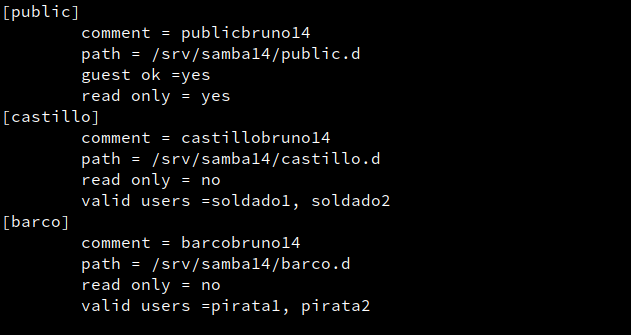 [public]
comment = publicbruno14
path = /srv/samba14/public.d
guest ok =yes
read only = yes
[castillo]
comment = castillobruno14
path = /srv/samba14/castillo.d
read only = no
valid users =soldado1, soldado2
[barco]
comment = barcobruno14
path = /srv/samba14/barco.d
read only = no
valid users =pirata1, pirata2